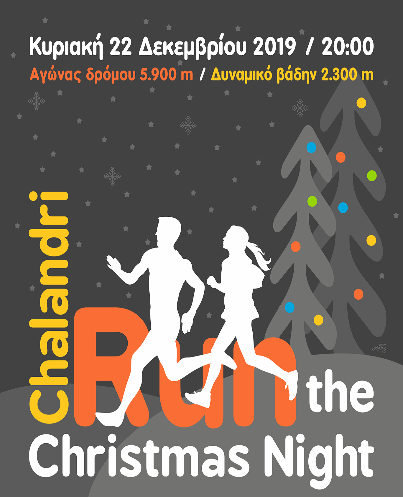 Κυριακή 22 Δεκεμβρίου 2019 / 20:00
Αγώνας δρόμου 5.900 m / Δυναμικό βάδην 2.300 m
Chalandri
Run the
Christmas Night